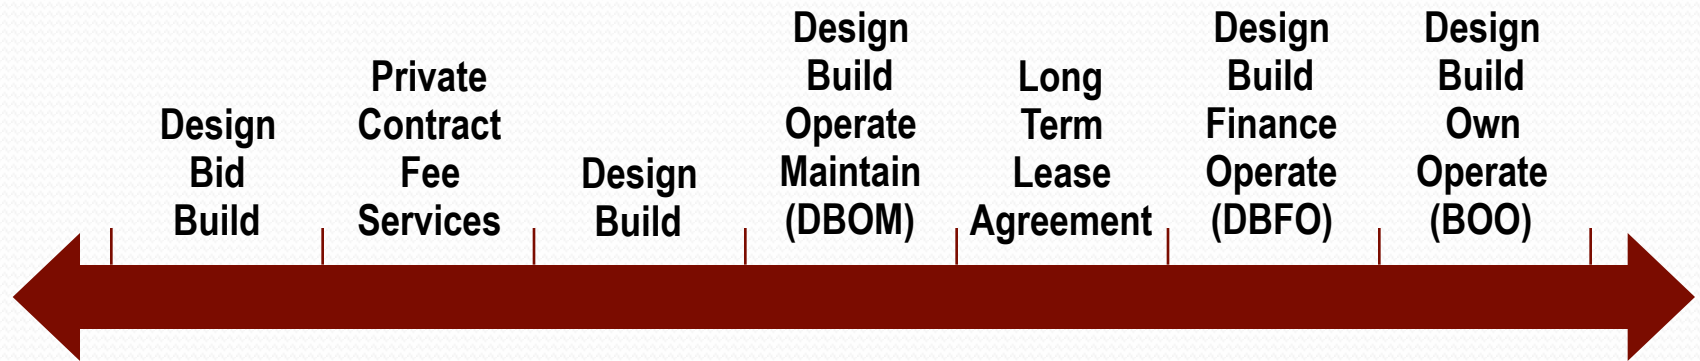 Design
Bid
Build
Private
Contract
Fee
Services
Design
Build
Design
Build
Operate
Maintain
(DBOM)
Long
Term
Lease
Agreement
Design
Build
Finance
Operate
(DBFO)
Design
Build
Own
Operate
(BOO)